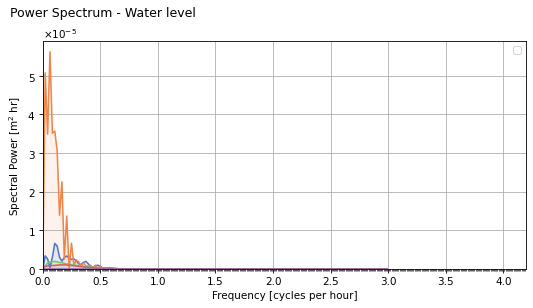 Power Spectrum - Water level
×10⁻⁵
5
4
3
2
1
0
Spectral Power [m² hr]
0.0 0.5 1.0 1.5 2.0 2.5 3.0 3.5 4.0
Frequency [cycles per hour]